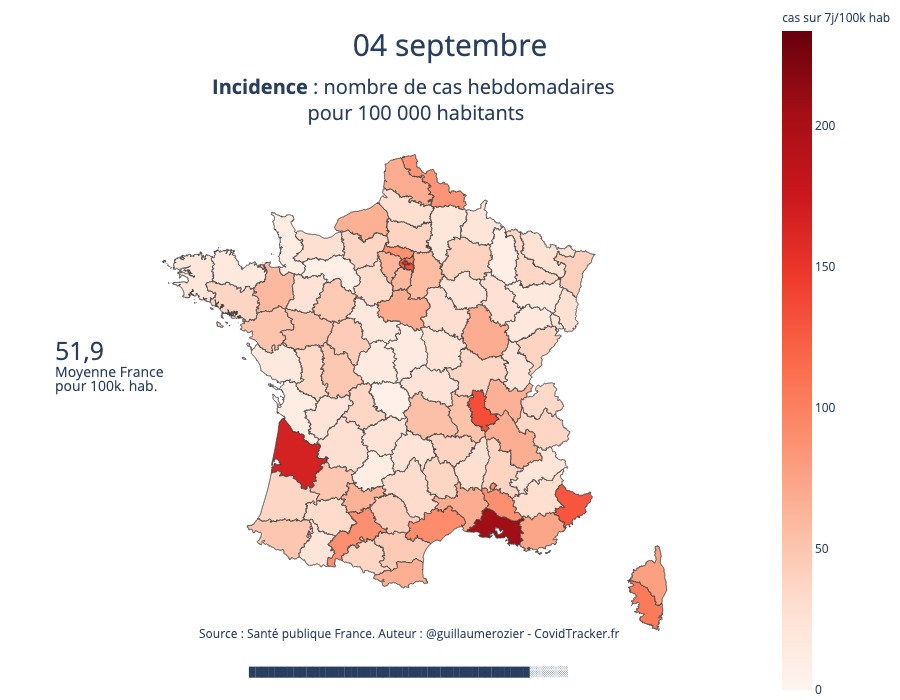 cas sur 7j/100k hab
04 septembre
Incidence : nombre de cas hebdomadaires
pour 100 000 habitants
200
150
100
50
0
51,9
Moyenne France
pour 100k. hab.
Source : Santé publique France. Auteur : @guillaumerozier - CovidTracker.fr